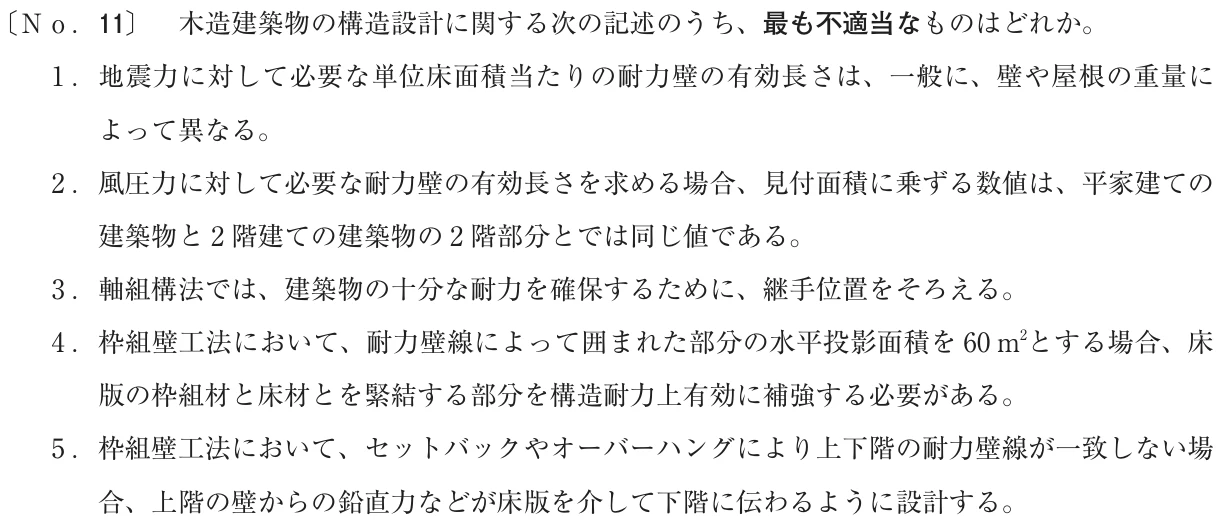 〔Ｎｏ．11〕　木造建築物の構造設計に関する次の記述のうち、最も不適当なものはどれか。
１．地震力に対して必要な単位床面積当たりの耐力壁の有効長さは、一般に、壁や屋根の重量に
よって異なる。
２．風圧力に対して必要な耐力壁の有効長さを求める場合、見付面積に乗ずる数値は、平家建ての
建築物と２階建ての建築物の２階部分とでは同じ値である。
３．軸組構法では、建築物の十分な耐力を確保するために、継手位置をそろえる。
４．枠組壁工法において、耐力壁線によって囲まれた部分の水平投影面積を 60 m²とする場合、床
版の枠組材と床材とを緊結する部分を構造耐力上有効に補強する必要がある。
５．枠組壁工法において、セットバックやオーバーハングにより上下階の耐力壁線が一致しない場
合、上階の壁からの鉛直力などが床版を介して下階に伝わるように設計する。